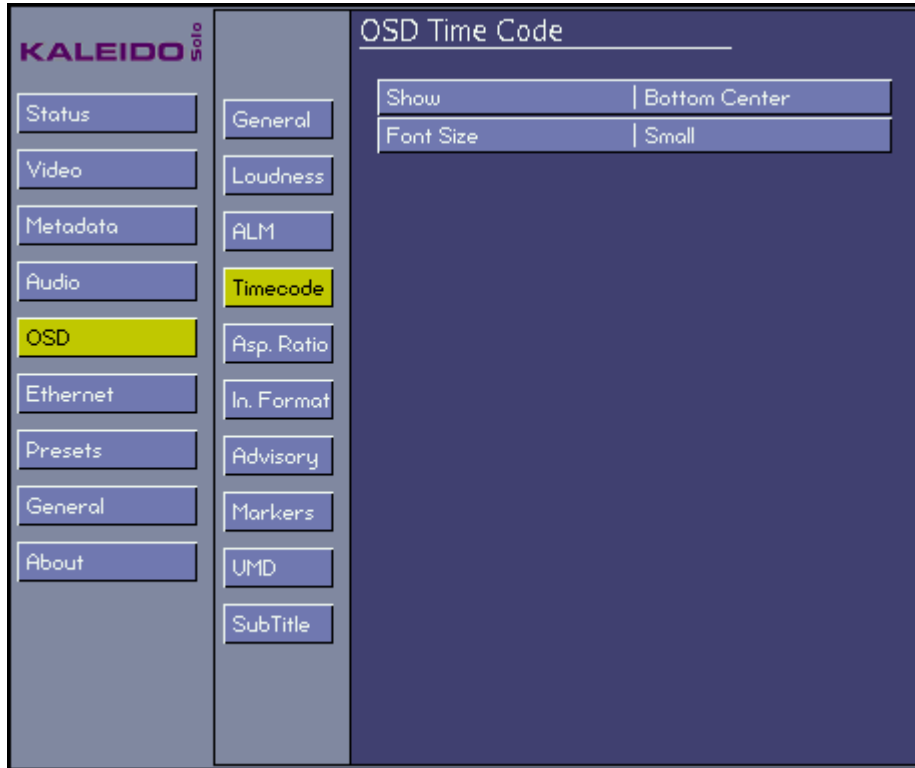 KALEIDO Solo
Status
Video
Metadata
Audio
OSD
Ethernet
Presets
General
About
General
Loudness
ALM
Timecode
Asp. Ratio
In. Format
Advisory
Markers
UMD
SubTitle
OSD Time Code
Show | Bottom Center
Font Size | Small